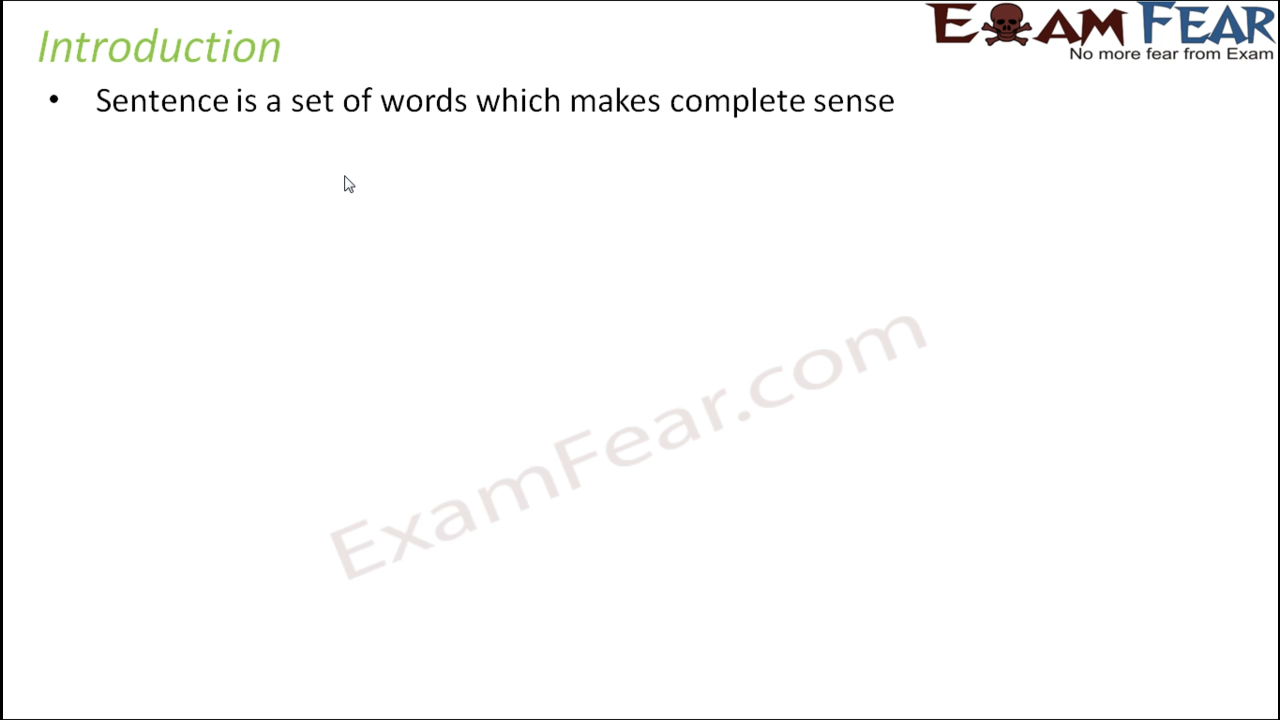 Introduction
EXAM FEAR
No more fear from Exam
• Sentence is a set of words which makes complete sense
ExamFear.com